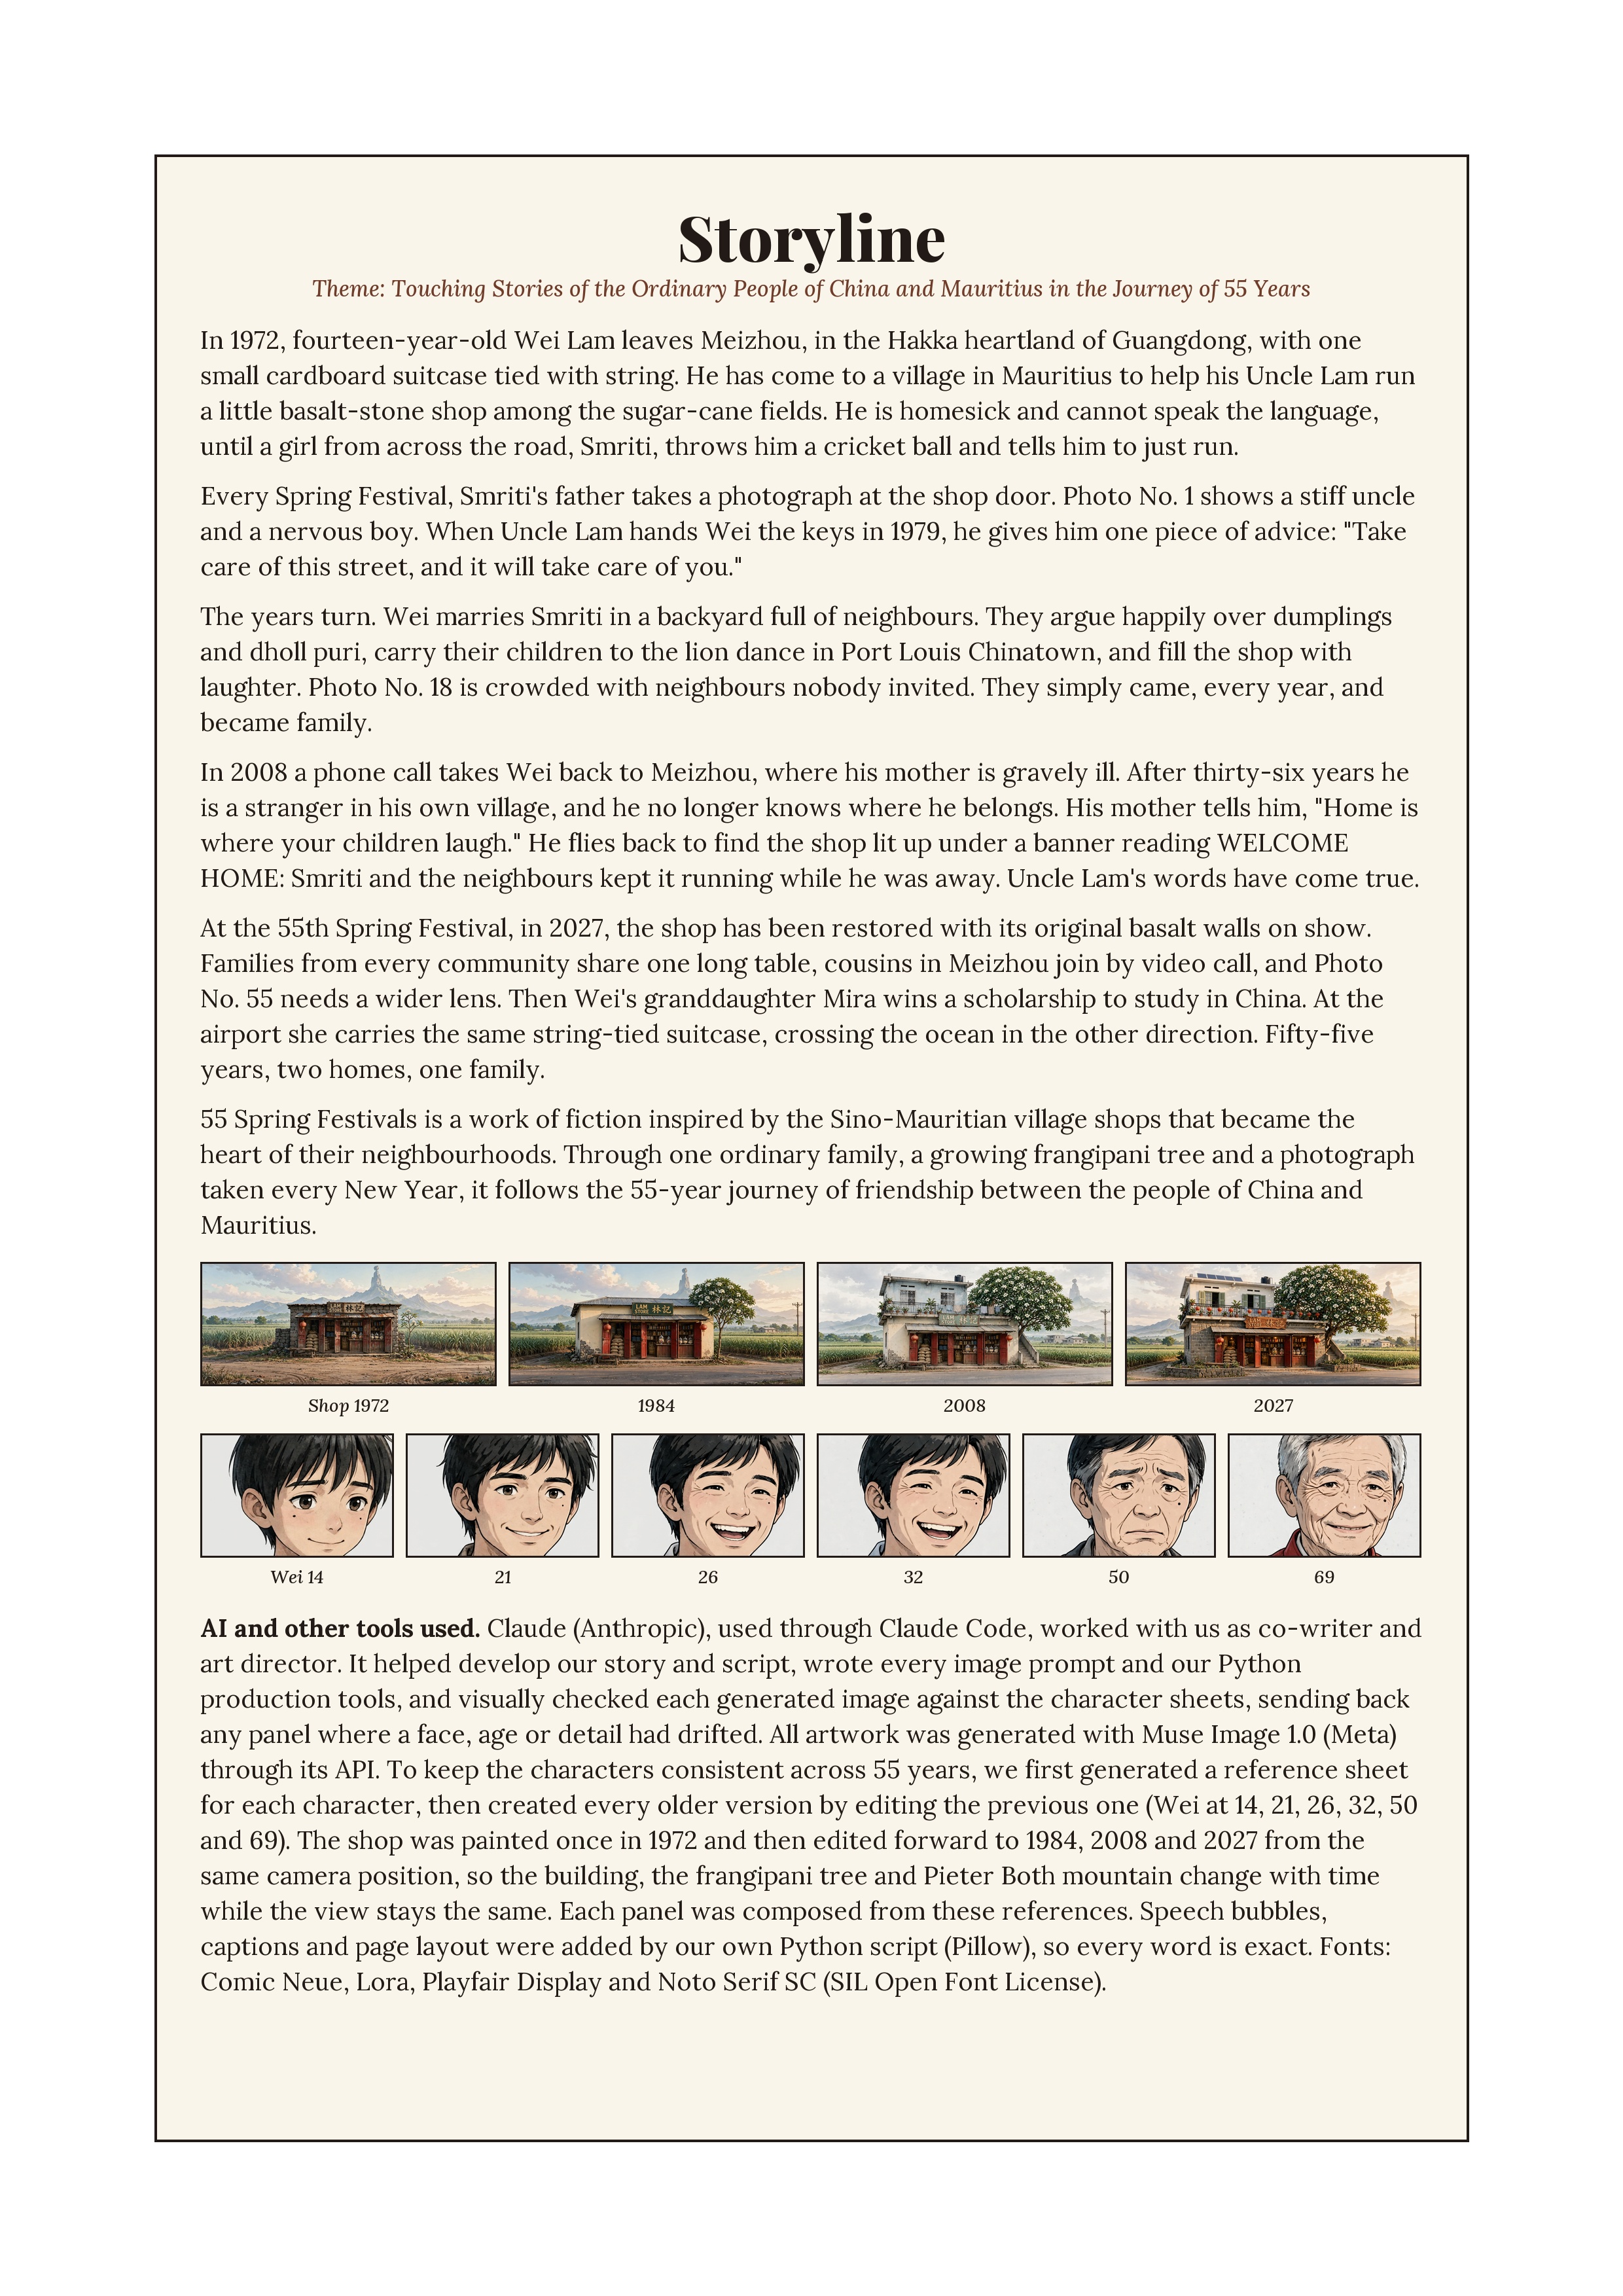 Storyline
Theme: Touching Stories of the Ordinary People of China and Mauritius in the Journey of 55 Years
In 1972, fourteen-year-old Wei Lam leaves Meizhou, in the Hakka heartland of Guangdong, with one
small cardboard suitcase tied with string. He has come to a village in Mauritius to help his Uncle Lam run
a little basalt-stone shop among the sugar-cane fields. He is homesick and cannot speak the language,
until a girl from across the road, Smriti, throws him a cricket ball and tells him to just run.
Every Spring Festival, Smriti's father takes a photograph at the shop door. Photo No. 1 shows a stiff uncle
and a nervous boy. When Uncle Lam hands Wei the keys in 1979, he gives him one piece of advice: "Take
care of this street, and it will take care of you."
The years turn. Wei marries Smriti in a backyard full of neighbours. They argue happily over dumplings
and dholl puri, carry their children to the lion dance in Port Louis Chinatown, and fill the shop with
laughter. Photo No. 18 is crowded with neighbours nobody invited. They simply came, every year, and
became family.
In 2008 a phone call takes Wei back to Meizhou, where his mother is gravely ill. After thirty-six years he
is a stranger in his own village, and he no longer knows where he belongs. His mother tells him, "Home is
where your children laugh." He flies back to find the shop lit up under a banner reading WELCOME
HOME: Smriti and the neighbours kept it running while he was away. Uncle Lam's words have come true.
At the 55th Spring Festival, in 2027, the shop has been restored with its original basalt walls on show.
Families from every community share one long table, cousins in Meizhou join by video call, and Photo
No. 55 needs a wider lens. Then Wei's granddaughter Mira wins a scholarship to study in China. At the
airport she carries the same string-tied suitcase, crossing the ocean in the other direction. Fifty-five
years, two homes, one family.
55 Spring Festivals is a work of fiction inspired by the Sino-Mauritian village shops that became the
heart of their neighbourhoods. Through one ordinary family, a growing frangipani tree and a photograph
taken every New Year, it follows the 55-year journey of friendship between the people of China and
Mauritius.
LAM STORE 林記
LAM STORE 林記
Shop 1972
1984
2008
2027
Wei 14
21
26
32
50
69
AI and other tools used. Claude (Anthropic), used through Claude Code, worked with us as co-writer and
art director. It helped develop our story and script, wrote every image prompt and our Python
production tools, and visually checked each generated image against the character sheets, sending back
any panel where a face, age or detail had drifted. All artwork was generated with Muse Image 1.0 (Meta)
through its API. To keep the characters consistent across 55 years, we first generated a reference sheet
for each character, then created every older version by editing the previous one (Wei at 14, 21, 26, 32, 50
and 69). The shop was painted once in 1972 and then edited forward to 1984, 2008 and 2027 from the
same camera position, so the building, the frangipani tree and Pieter Both mountain change with time
while the view stays the same. Each panel was composed from these references. Speech bubbles,
captions and page layout were added by our own Python script (Pillow), so every word is exact. Fonts:
Comic Neue, Lora, Playfair Display and Noto Serif SC (SIL Open Font License).